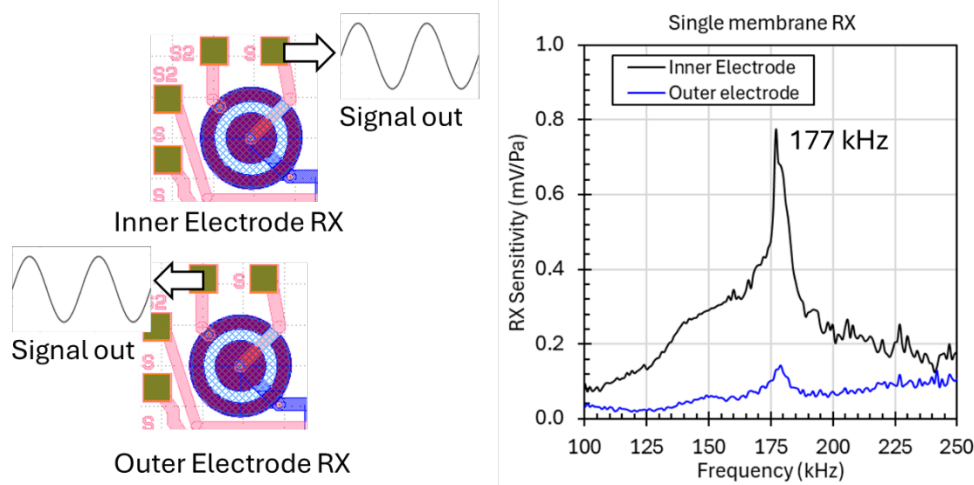 S2
S
Signal out
S2
S
S
Inner Electrode RX
Signal out
S2
S
Outer Electrode RX
Single membrane RX
Inner Electrode
Outer electrode
177 kHz
RX Sensitivity (mV/Pa)
1.0
0.8
0.6
0.4
0.2
0.0
100
125
150
175
200
225
250
Frequency (kHz)